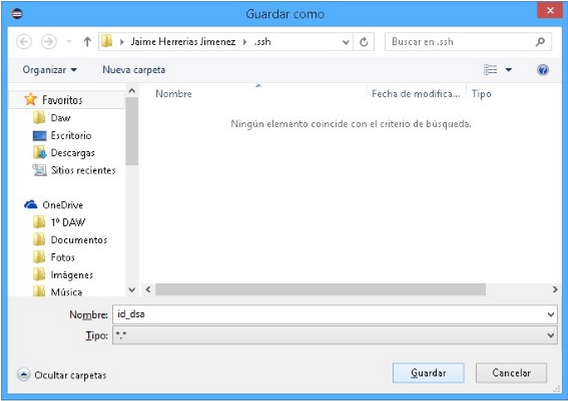 Guardar como
Jaime Herrerias Jimenez
.ssh
Buscar en .ssh
Organizar
Nueva carpeta
Favoritos
Daw
Escritorio
Descargas
Sitios recientes
OneDrive
1º DAW
Documentos
Fotos
Imágenes
Música
Nombre
Fecha de modifica...
Tipo
Ningún elemento coincide con el criterio de búsqueda.
Nombre: id_dsa
Tipo: *.*
Ocultar carpetas
Guardar
Cancelar